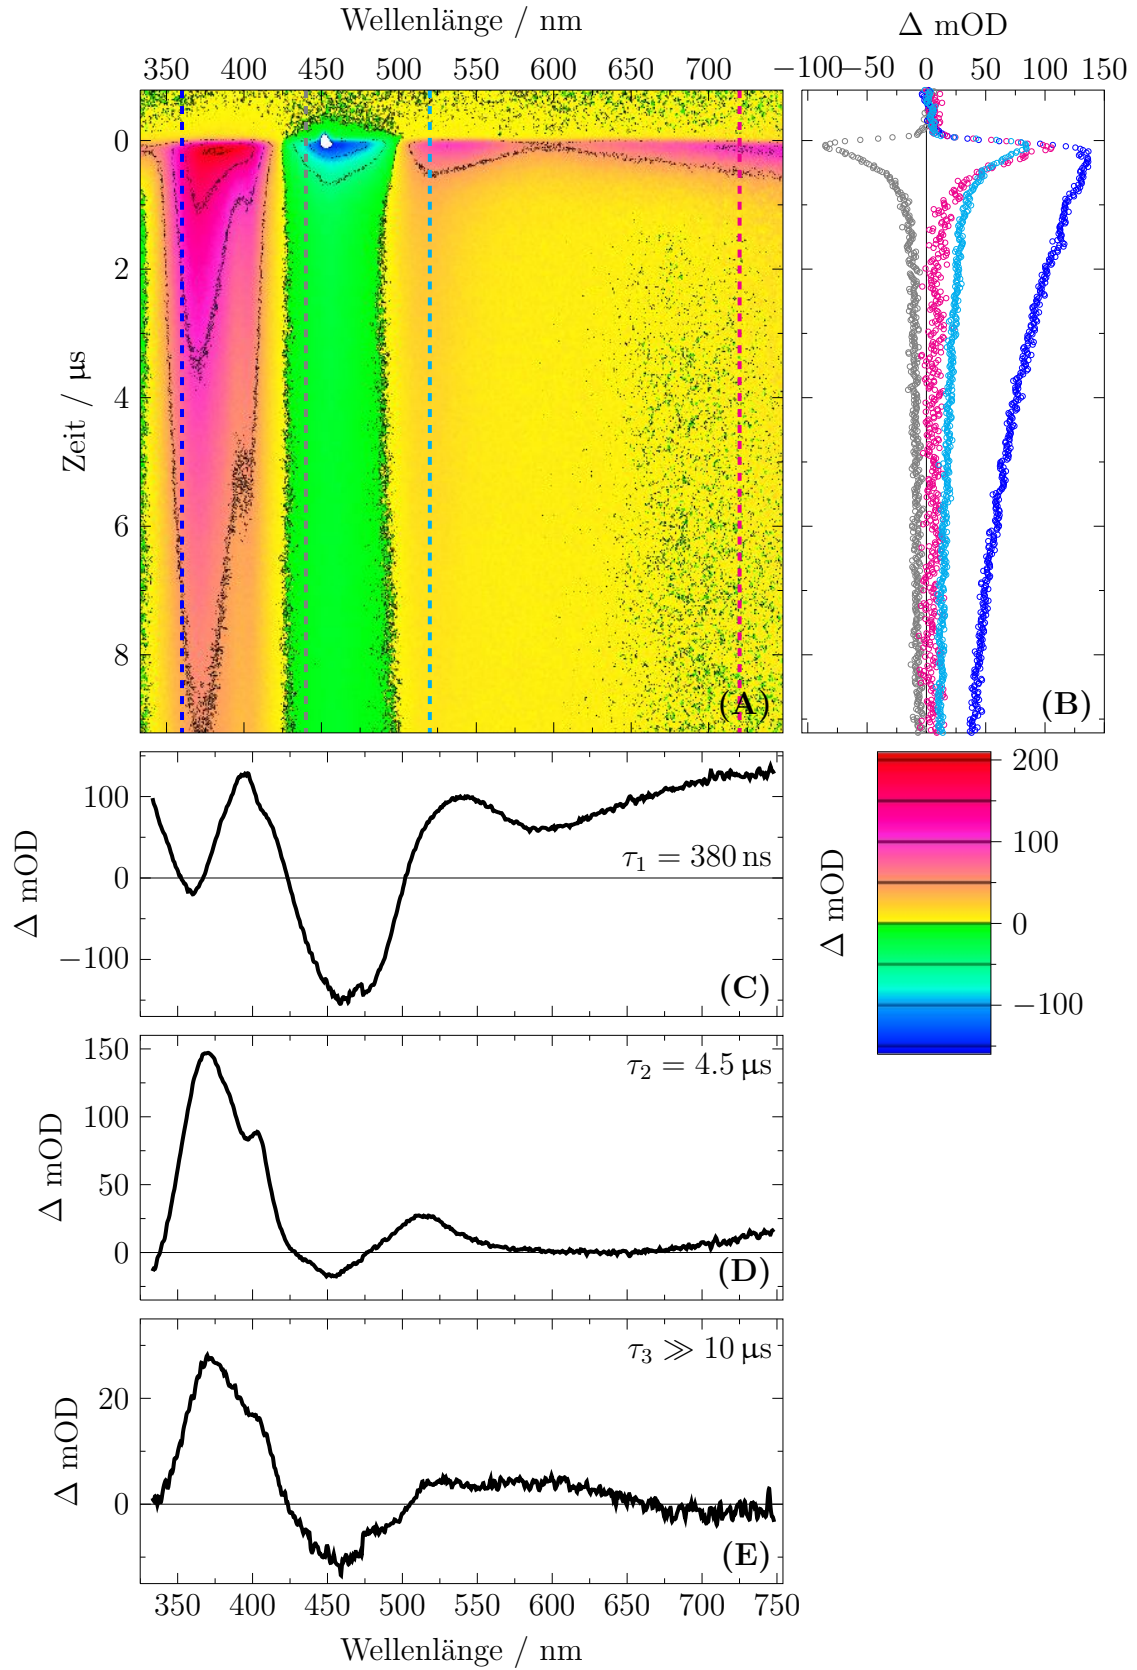 Wellenlänge / nm
350 400 450 500 550 600 650 700
Δ mOD
−100 −50 0 50 100 150
Zeit / µs
0
2
4
6
8
(A)
(B)
Δ mOD
100
0
−100
τ1 = 380 ns
(C)
Δ mOD
200
100
0
−100
Δ mOD
150
100
50
0
τ2 = 4.5 µs
(D)
Δ mOD
20
0
τ3 ≫ 10 µs
(E)
350 400 450 500 550 600 650 700 750
Wellenlänge / nm